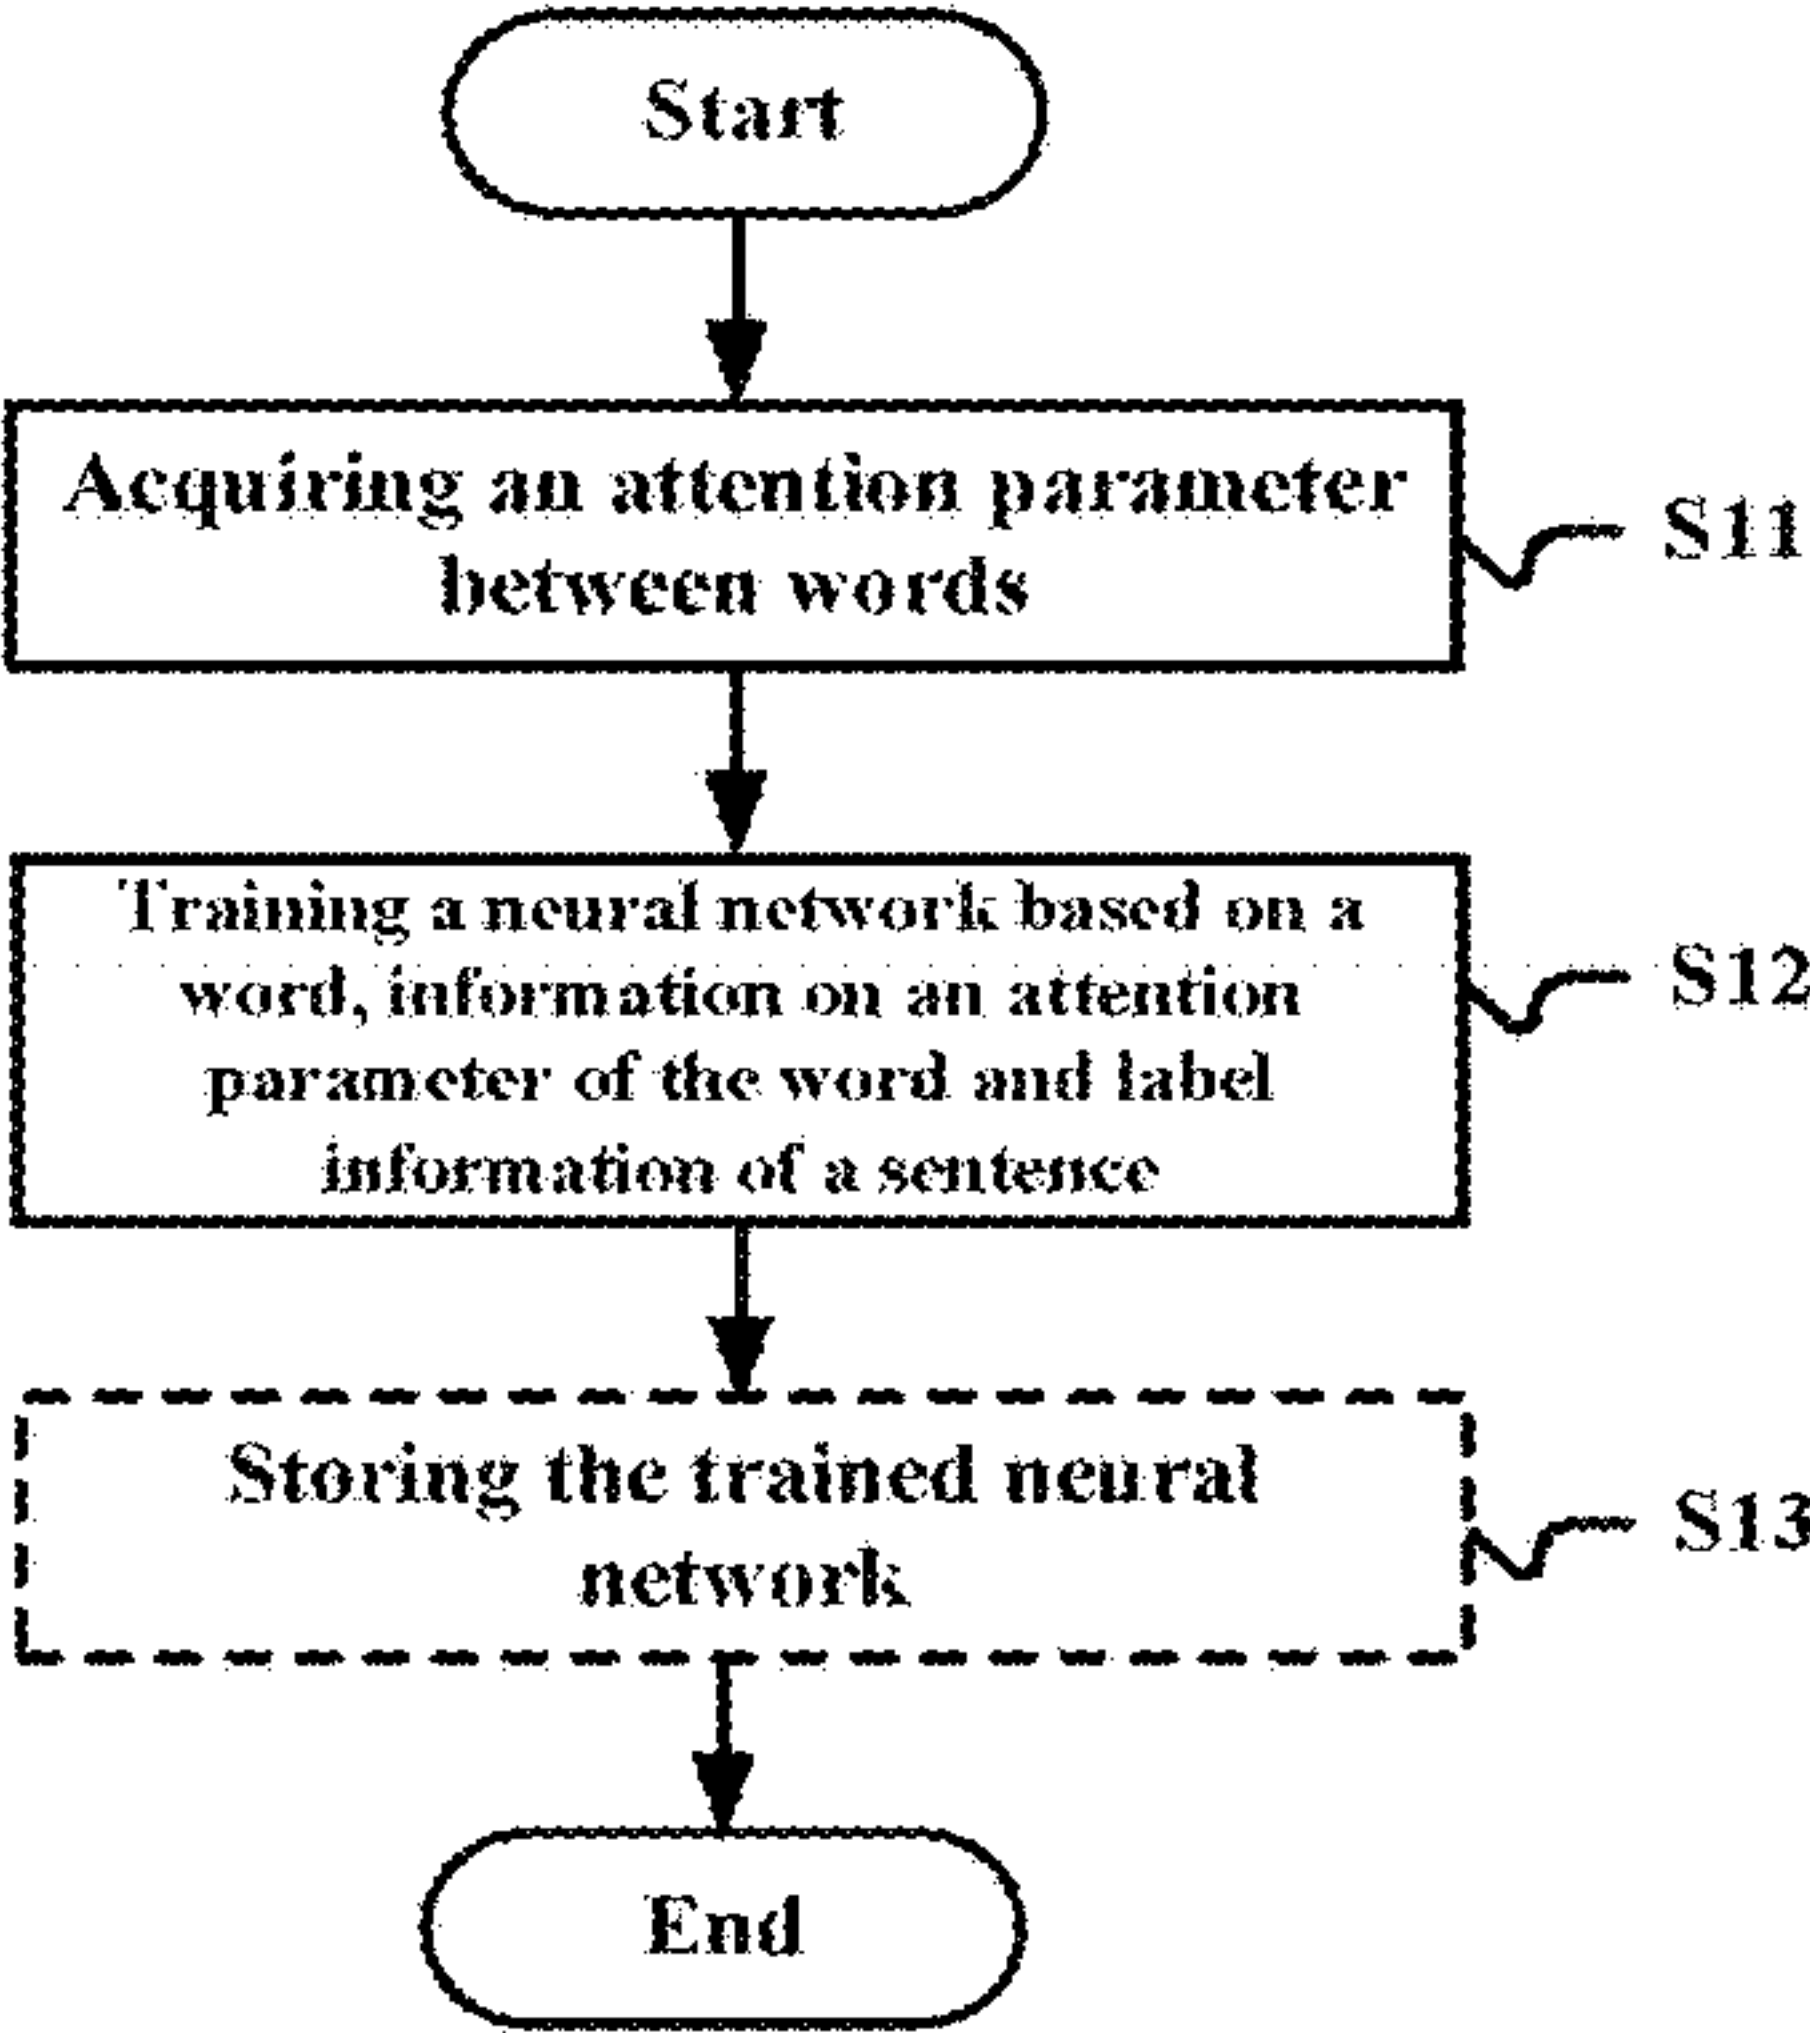 Start
Acquiring an attention parameter
between words
S11
Training a neural network based on a
word, information on an attention
parameter of the word and label
information of a sentence
S12
Storing the trained neural
network
S13
End